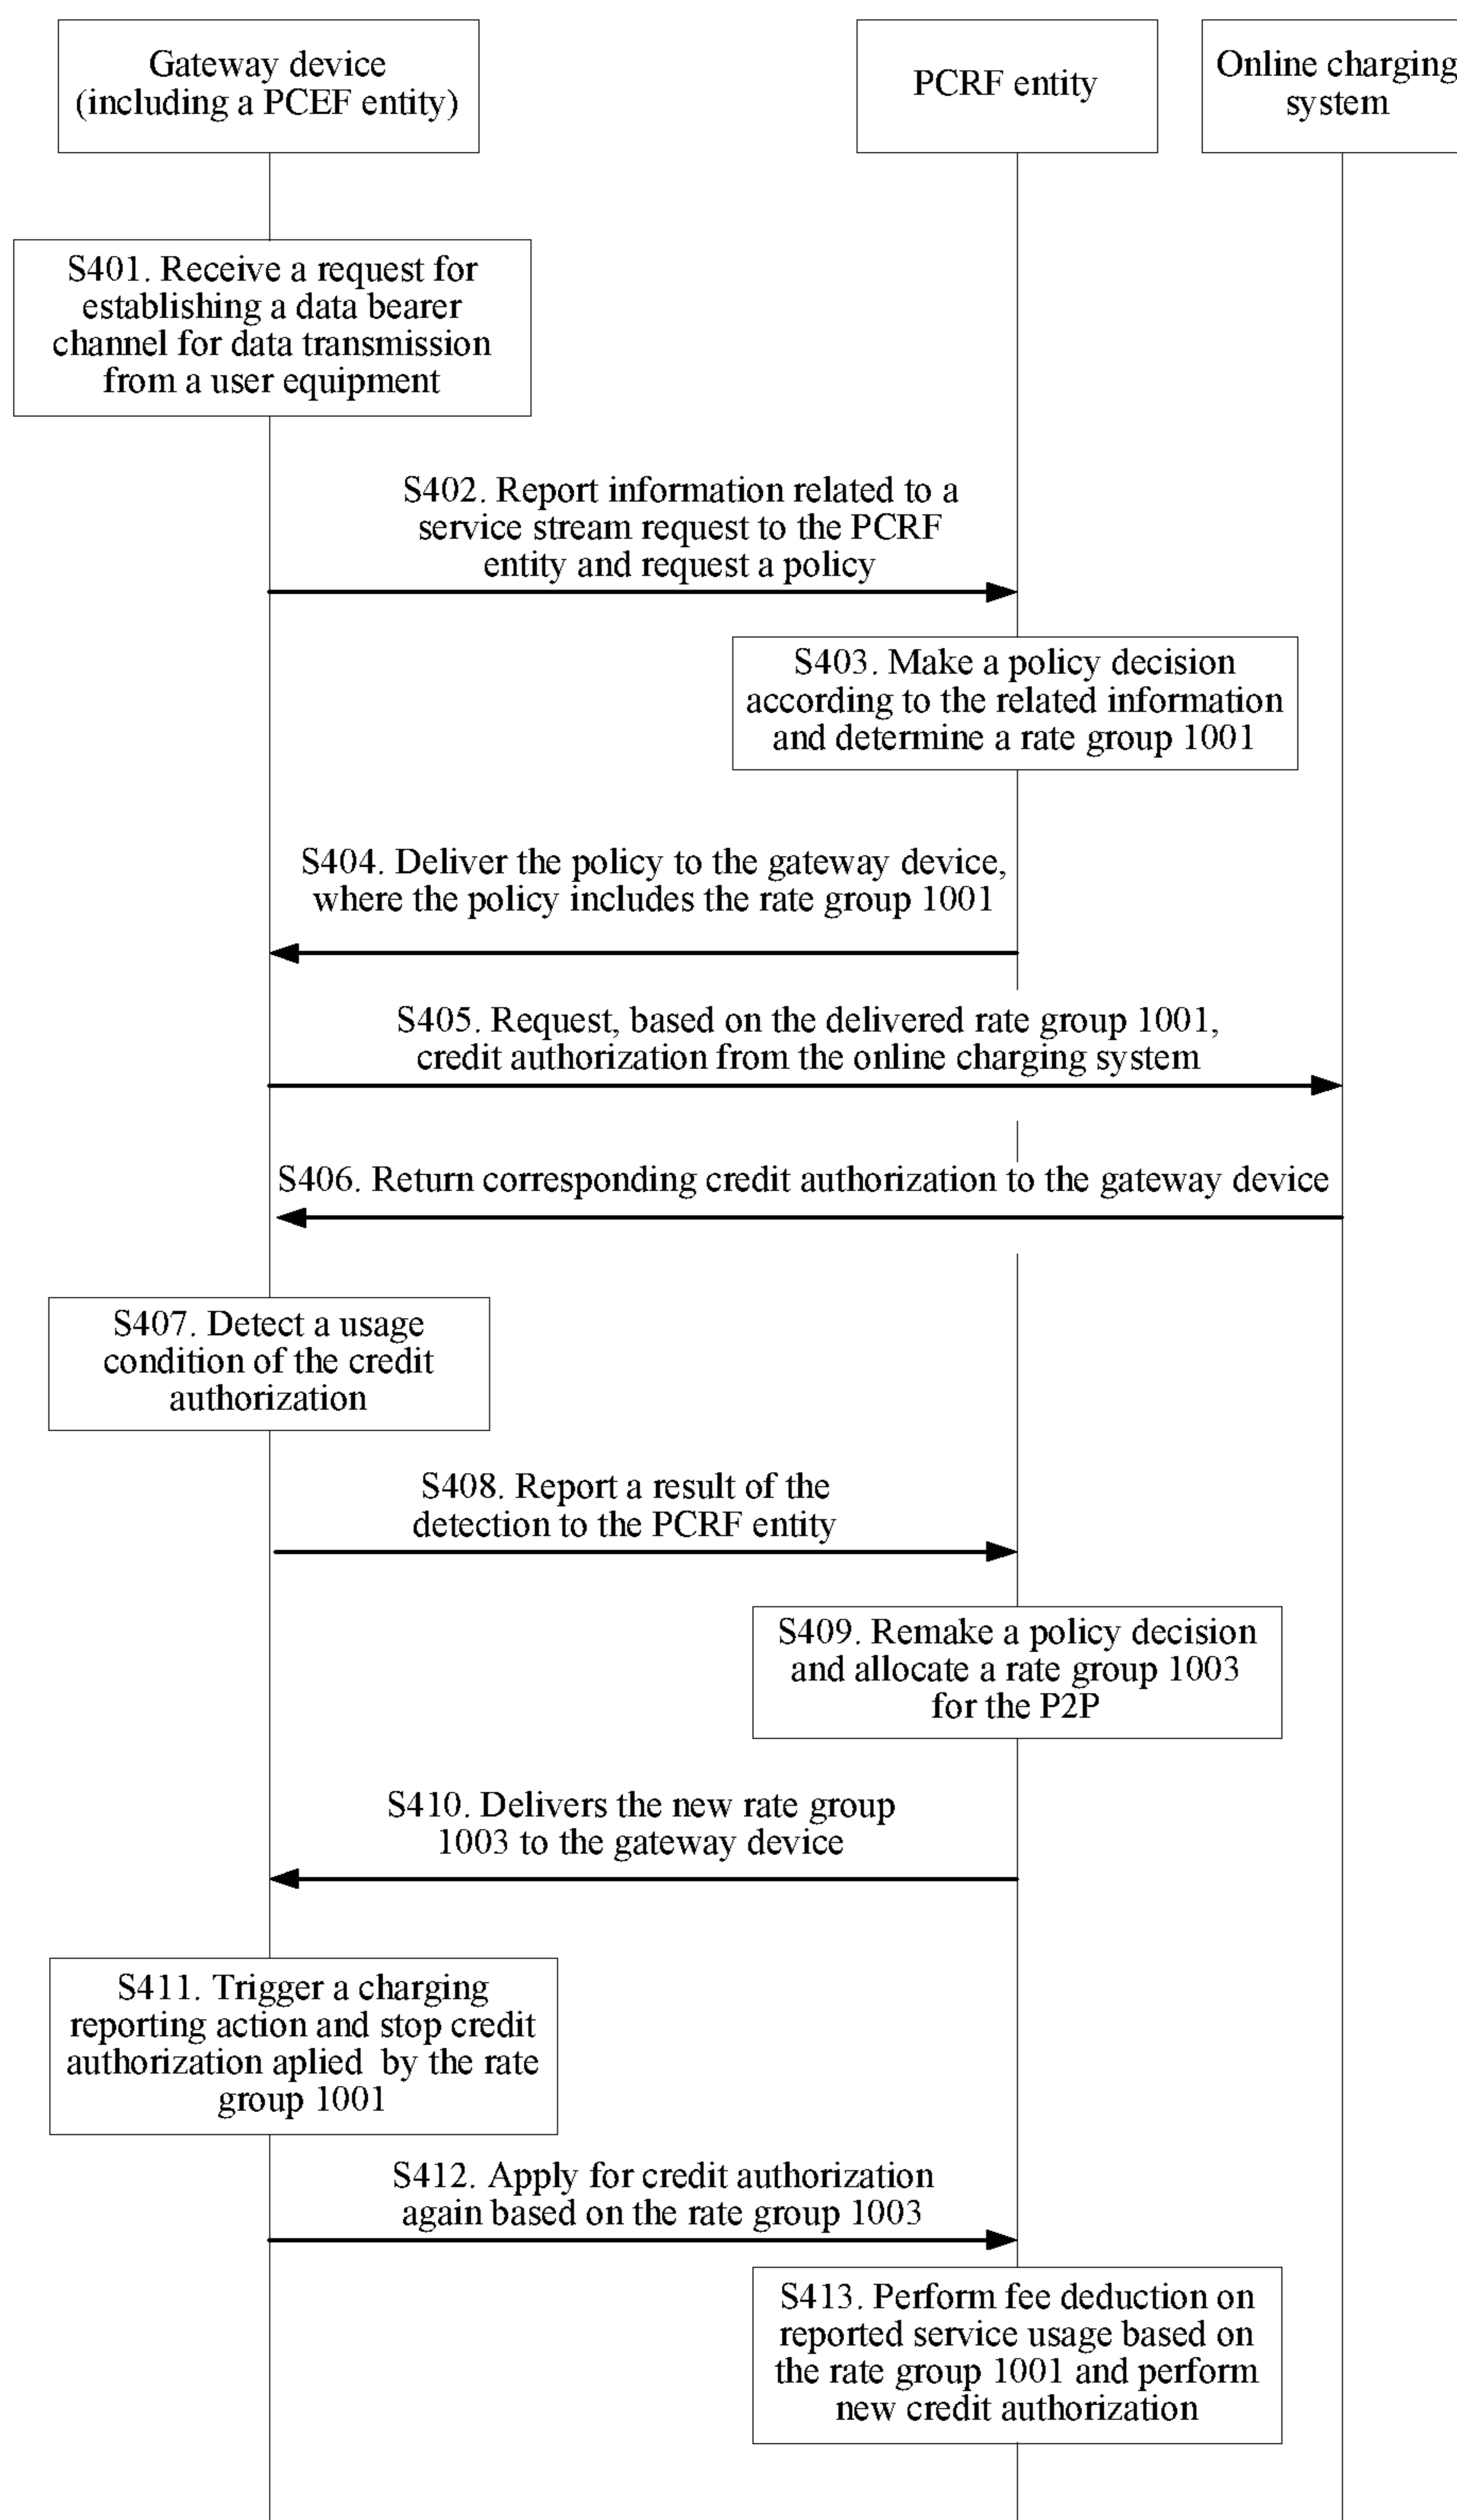 Gateway device
(including a PCEF entity)
PCRF entity
Online charging
system
S401. Receive a request for
establishing a data bearer
channel for data transmission
from a user equipment
S402. Report information related to a
service stream request to the PCRF
entity and request a policy
S403. Make a policy decision
according to the related information
and determine a rate group 1001
S404. Deliver the policy to the gateway device,
where the policy includes the rate group 1001
S405. Request, based on the delivered rate group 1001,
credit authorization from the online charging system
S406. Return corresponding credit authorization to the gateway device
S407. Detect a usage
condition of the credit
authorization
S408. Report a result of the
detection to the PCRF entity
S409. Remake a policy decision
and allocate a rate group 1003
for the P2P
S410. Delivers the new rate group
1003 to the gateway device
S411. Trigger a charging
reporting action and stop credit
authorization aplied by the rate
group 1001
S412. Apply for credit authorization
again based on the rate group 1003
S413. Perform fee deduction on
reported service usage based on
the rate group 1001 and perform
new credit authorization